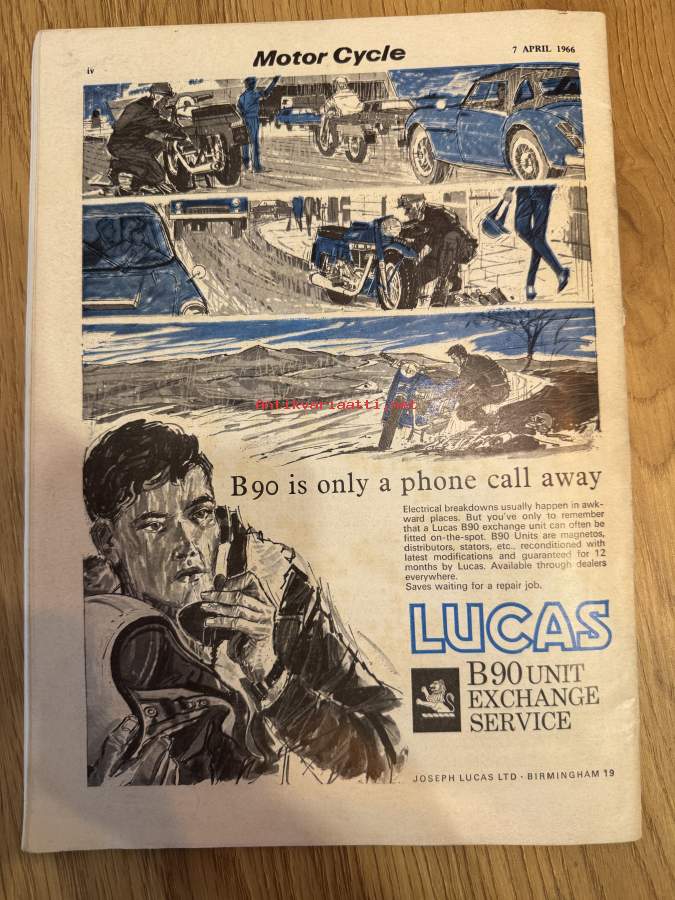 Motor Cycle
7 APRIL 1966
iv
Antikvariaatti.net
B90 is only a phone call away
Electrical breakdowns usually happen in awk-
ward places. But you've only to remember
that a Lucas B90 exchange unit can often be
fitted on-the-spot. B90 Units are magnetos,
distributors, stators, etc., reconditioned with
latest modifications and guaranteed for 12
months by Lucas. Available through dealers
everywhere.
Saves waiting for a repair job.
LUCAS
B90 UNIT
EXCHANGE
SERVICE
JOSEPH LUCAS LTD · BIRMINGHAM 19